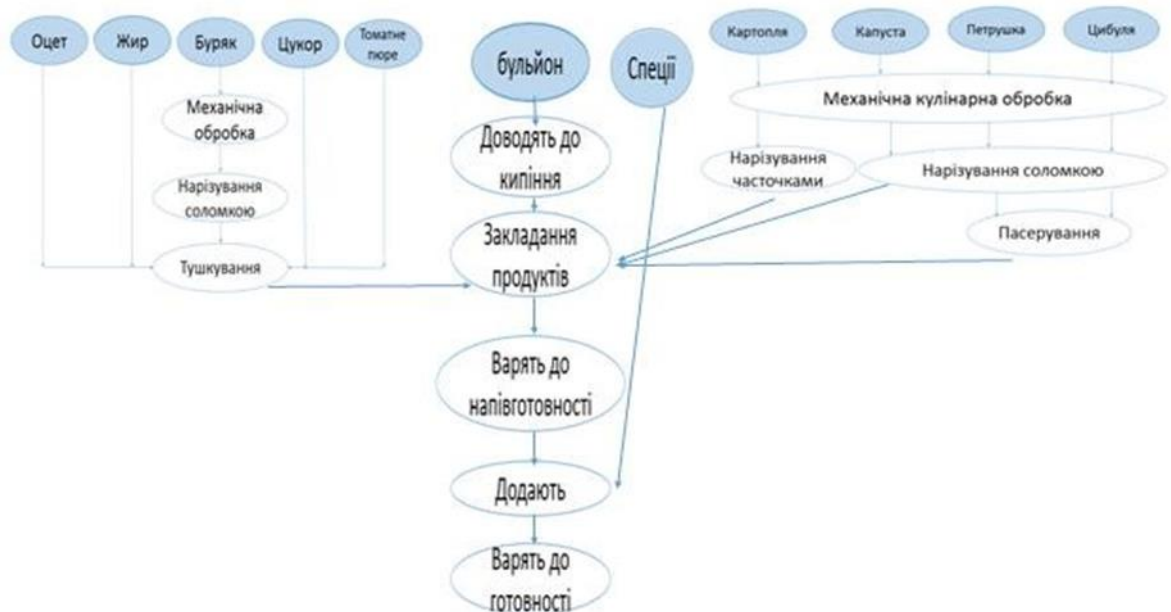 Оцет
Жир
Буряк
Цукор
Томатне
пюре
бульйон
Спеції
Картопля
Капуста
Петрушка
Цибуля
Механічна
обробка
Нарізування
соломкою
Тушкування
Доводять до
кипіння
Закладання
продуктів
Варять до
напівготовності
Додають
Варять до
готовності
Механічна кулінарна обробка
Нарізування
часточками
Нарізування соломкою
Пасерування